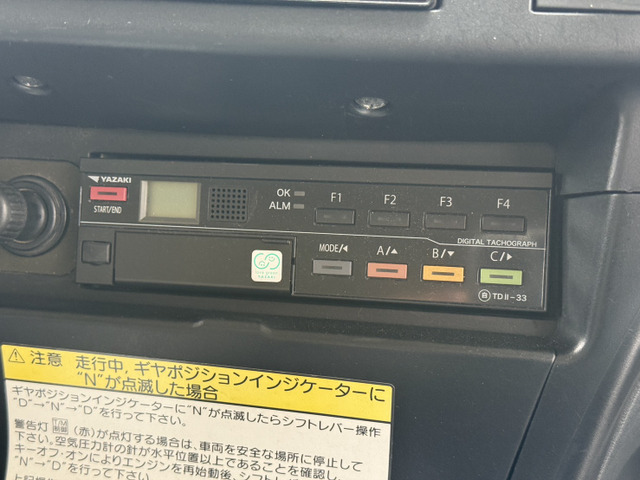 YAZAKI
START/END
OK
ALM
F1 F2 F3 F4
DIGITAL TACHOGRAPH
MODE/◀ A/▲ B/▼ C/▶
自 TDII-33
注意 走行中,ギヤポジションインジケーターに
"N"が点滅した場合
ギヤポジションインジケーターに"N"が点滅したらシフトレバー操作
"D"→"N"→"D"を行って下さい。
警告灯 T/M 制御 (赤)が点灯する場合は、車両を安全な場所に停止して
下さい。空気圧力計の針が水平位置以上であることを確認し、
キーオフ・オンによりエンジンを再始動後、シフトレ
"N"→"D"を行って下さい。